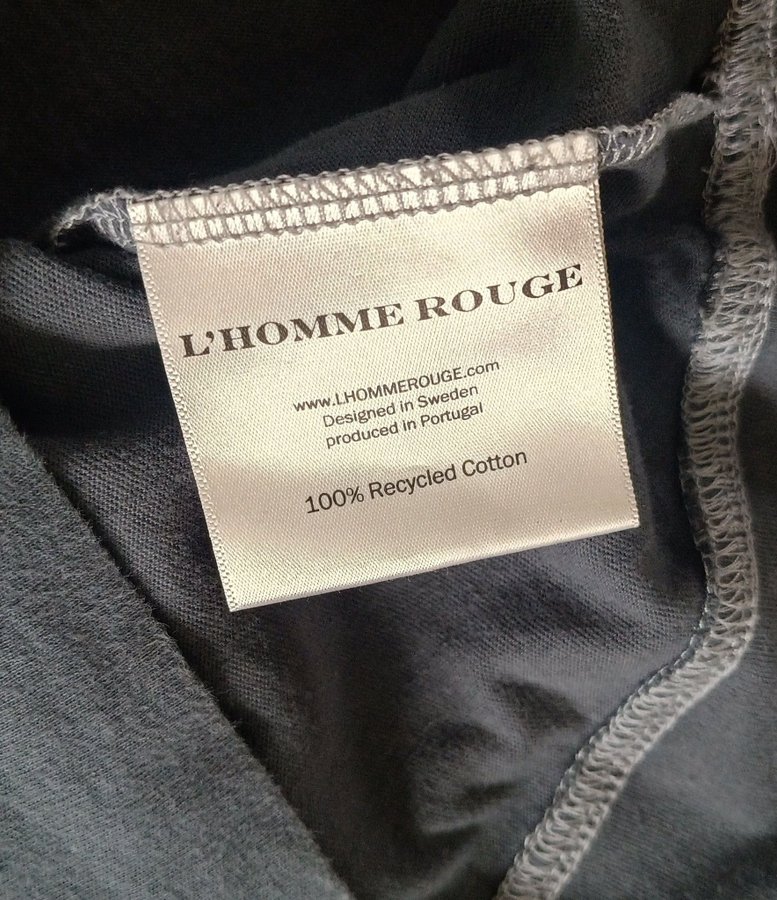 L'HOMME ROUGE
www.LHOMMEROUGE.com
Designed in Sweden
produced in Portugal
100% Recycled Cotton